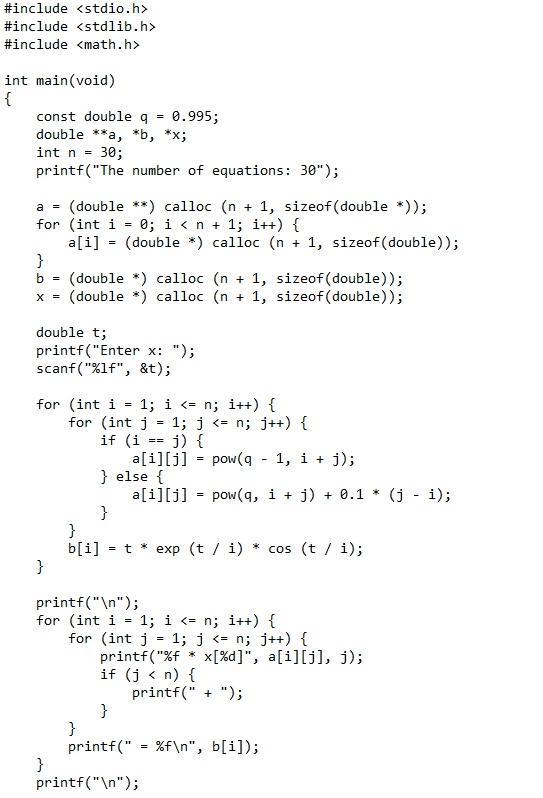 #include <stdio.h>
#include <stdlib.h>
#include <math.h>

int main(void)
{
    const double q = 0.995;
    double **a, *b, *x;
    int n = 30;
    printf("The number of equations: 30");

    a = (double **) calloc (n + 1, sizeof(double *));
    for (int i = 0; i < n + 1; i++) {
        a[i] = (double *) calloc (n + 1, sizeof(double));
    }
    b = (double *) calloc (n + 1, sizeof(double));
    x = (double *) calloc (n + 1, sizeof(double));

    double t;
    printf("Enter x: ");
    scanf("%lf", &t);

    for (int i = 1; i <= n; i++) {
        for (int j = 1; j <= n; j++) {
            if (i == j) {
                a[i][j] = pow(q - 1, i + j);
            } else {
                a[i][j] = pow(q, i + j) + 0.1 * (j - i);
            }
        }
        b[i] = t * exp (t / i) * cos (t / i);
    }

    printf("\n");
    for (int i = 1; i <= n; i++) {
        for (int j = 1; j <= n; j++) {
            printf("%f * x[%d]", a[i][j], j);
            if (j < n) {
                printf(" + ");
            }
        }
        printf(" = %f\n", b[i]);
    }
    printf("\n");